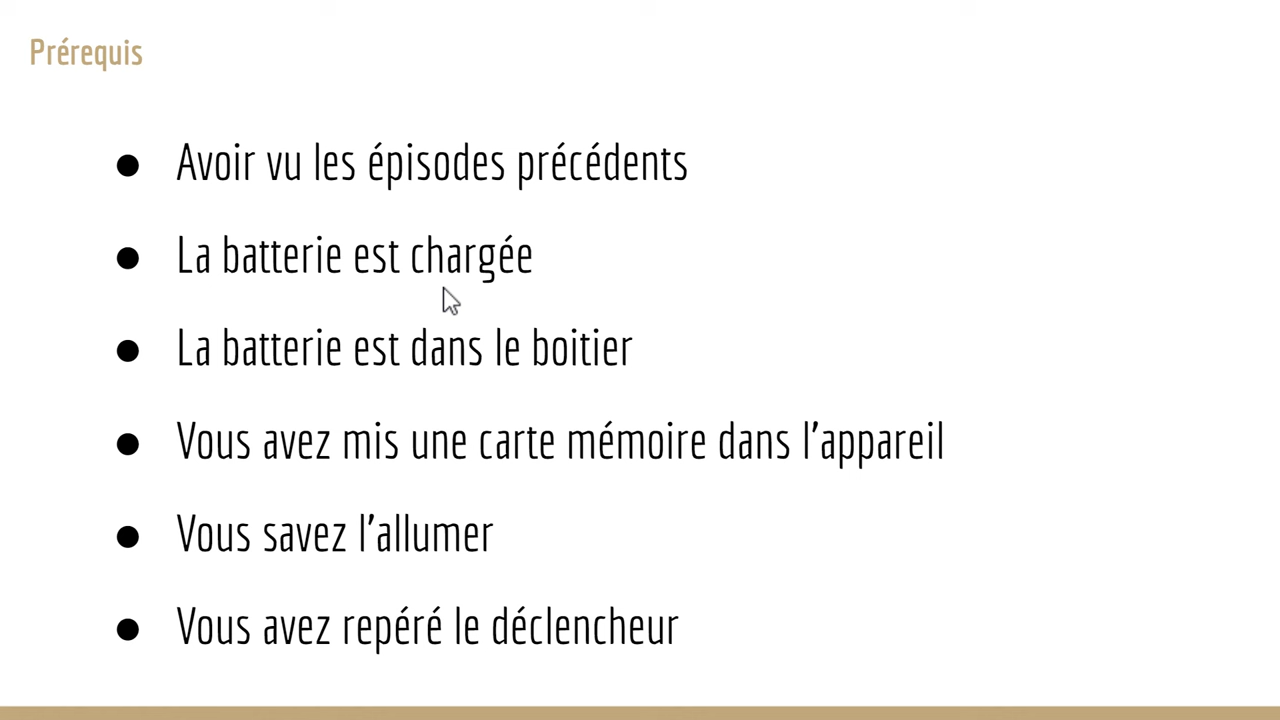 Prérequis
● Avoir vu les épisodes précédents
● La batterie est chargée
● La batterie est dans le boitier
● Vous avez mis une carte mémoire dans l’appareil
● Vous savez l’allumer
● Vous avez repéré le déclencheur